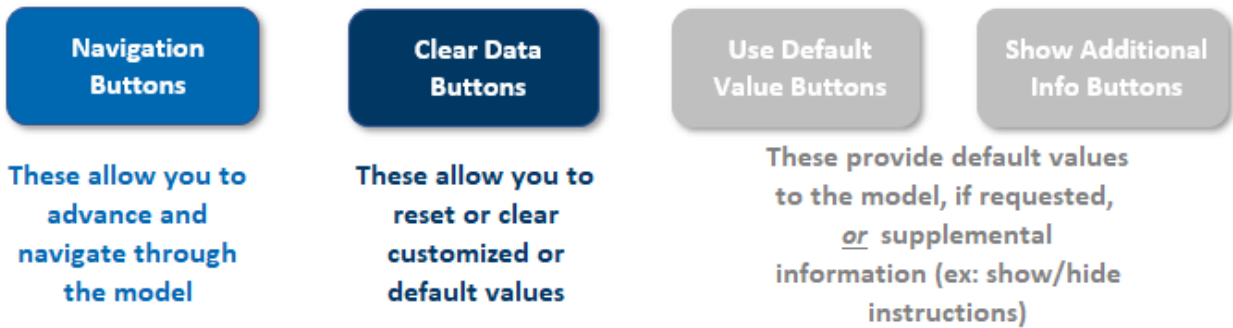 Navigation
Buttons
Clear Data
Buttons
Use Default
Value Buttons
Show Additional
Info Buttons
These allow you to
advance and
navigate through
the model
These allow you to
reset or clear
customized or
default values
These provide default values
to the model, if requested,
or supplemental
information (ex: show/hide
instructions)